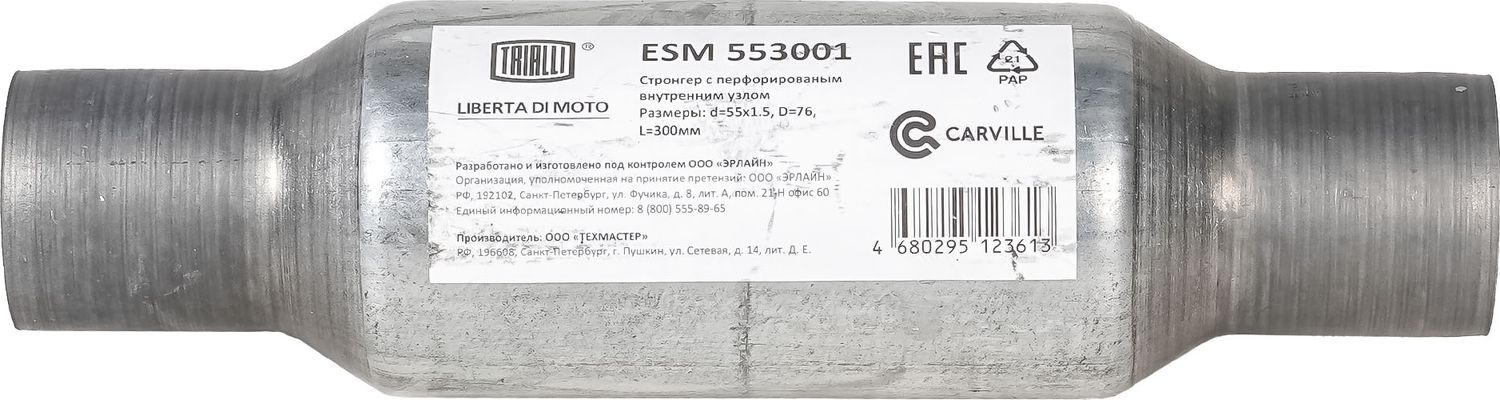 TRIALLI ®
LIBERTA DI MOTO
ESM 553001
Стронгер с перфорированым
внутренним узлом
Размеры: d=55x1.5, D=76,
L=300мм
EAC
21
PAP
CARVILLE
Разработано и изготовлено под контролем ООО «ЭРЛАЙН»
Организация, уполномоченная на принятие претензий: ООО «ЭРЛАЙН»
РФ, 192102, Санкт-Петербург, ул. Фучика, д. 8, лит. А, пом. 21-Н офис 60
Единый информационный номер: 8 (800) 555-89-65
Производитель: ООО «ТЕХМАСТЕР»
РФ, 196608, Санкт-Петербург, г. Пушкин, ул. Сетевая, д. 14, лит. Д. Е.
4 680295 123613